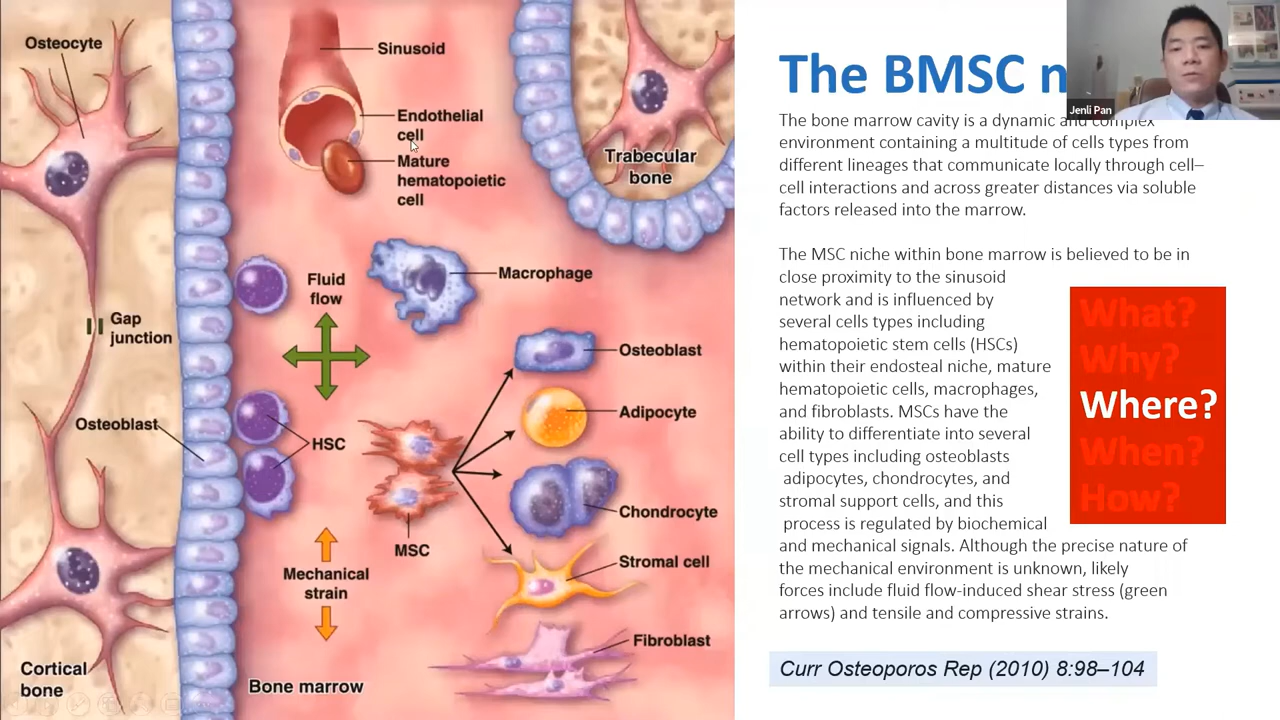 Osteocyte
Sinusoid
Endothelial
cell
Mature
hematopoietic
cell
Trabecular
bone
Macrophage
Fluid
flow
Gap
junction
Osteoblast
Adipocyte
Osteoblast
HSC
Chondrocyte
MSC
Stromal cell
Mechanical
strain
Fibroblast
Cortical
bone
Bone marrow
The BMSC n
Jenli Pan
The bone marrow cavity is a dynamic and complex
environment containing a multitude of cells types from
different lineages that communicate locally through cell–
cell interactions and across greater distances via soluble
factors released into the marrow.
The MSC niche within bone marrow is believed to be in
close proximity to the sinusoid
network and is influenced by
several cells types including
hematopoietic stem cells (HSCs)
within their endosteal niche, mature
hematopoietic cells, macrophages,
and fibroblasts. MSCs have the
ability to differentiate into several
cell types including osteoblasts
adipocytes, chondrocytes, and
stromal support cells, and this
process is regulated by biochemical
and mechanical signals. Although the precise nature of
the mechanical environment is unknown, likely
forces include fluid flow-induced shear stress (green
arrows) and tensile and compressive strains.
What?
Why?
Where?
When?
How?
Curr Osteoporos Rep (2010) 8:98–104